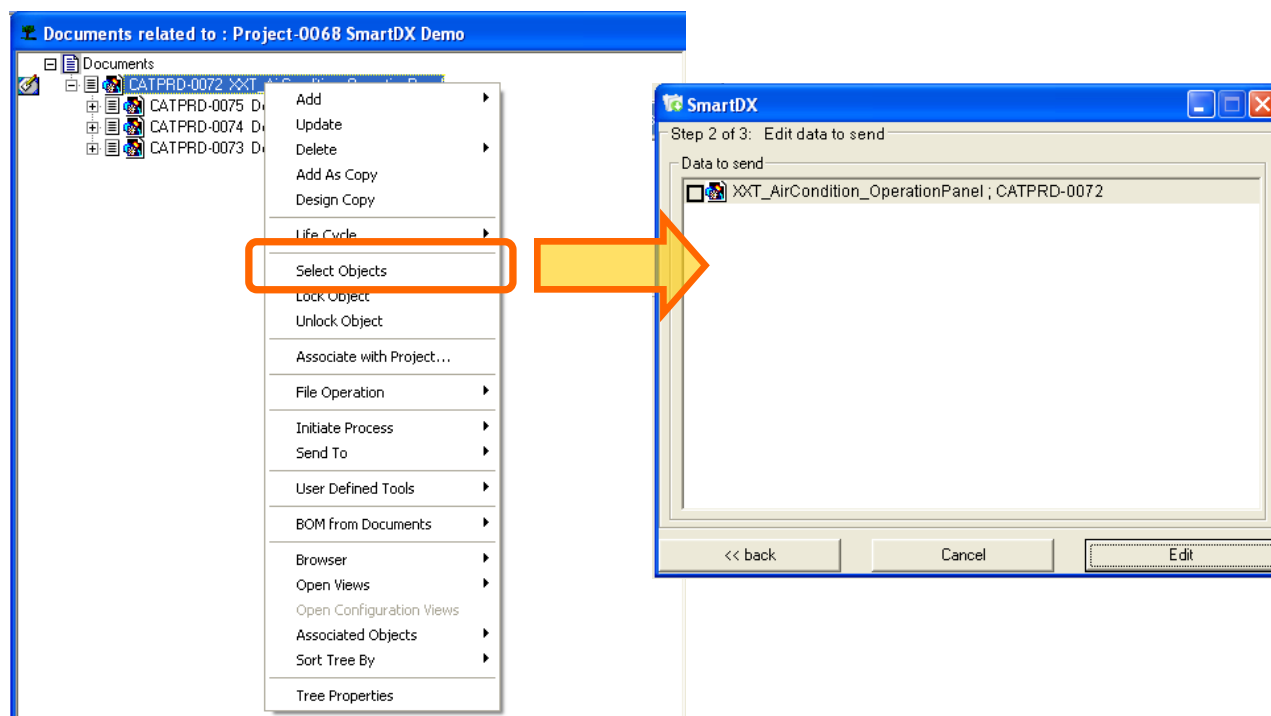 Documents related to : Project-0068 SmartDX Demo
Documents
CATPRD-0072 XXT
CATPRD-0075
CATPRD-0074
CATPRD-0073
Add
Update
Delete
Add As Copy
Design Copy
Life Cycle
Select Objects
Lock Object
Unlock Object
Associate with Project...
File Operation
Initiate Process
Send To
User Defined Tools
BOM from Documents
Browser
Open Views
Open Configuration Views
Associated Objects
Sort Tree By
Tree Properties
SmartDX
Step 2 of 3: Edit data to send
Data to send
XXT_AirCondition_OperationPanel ; CATPRD-0072
<< back
Cancel
Edit